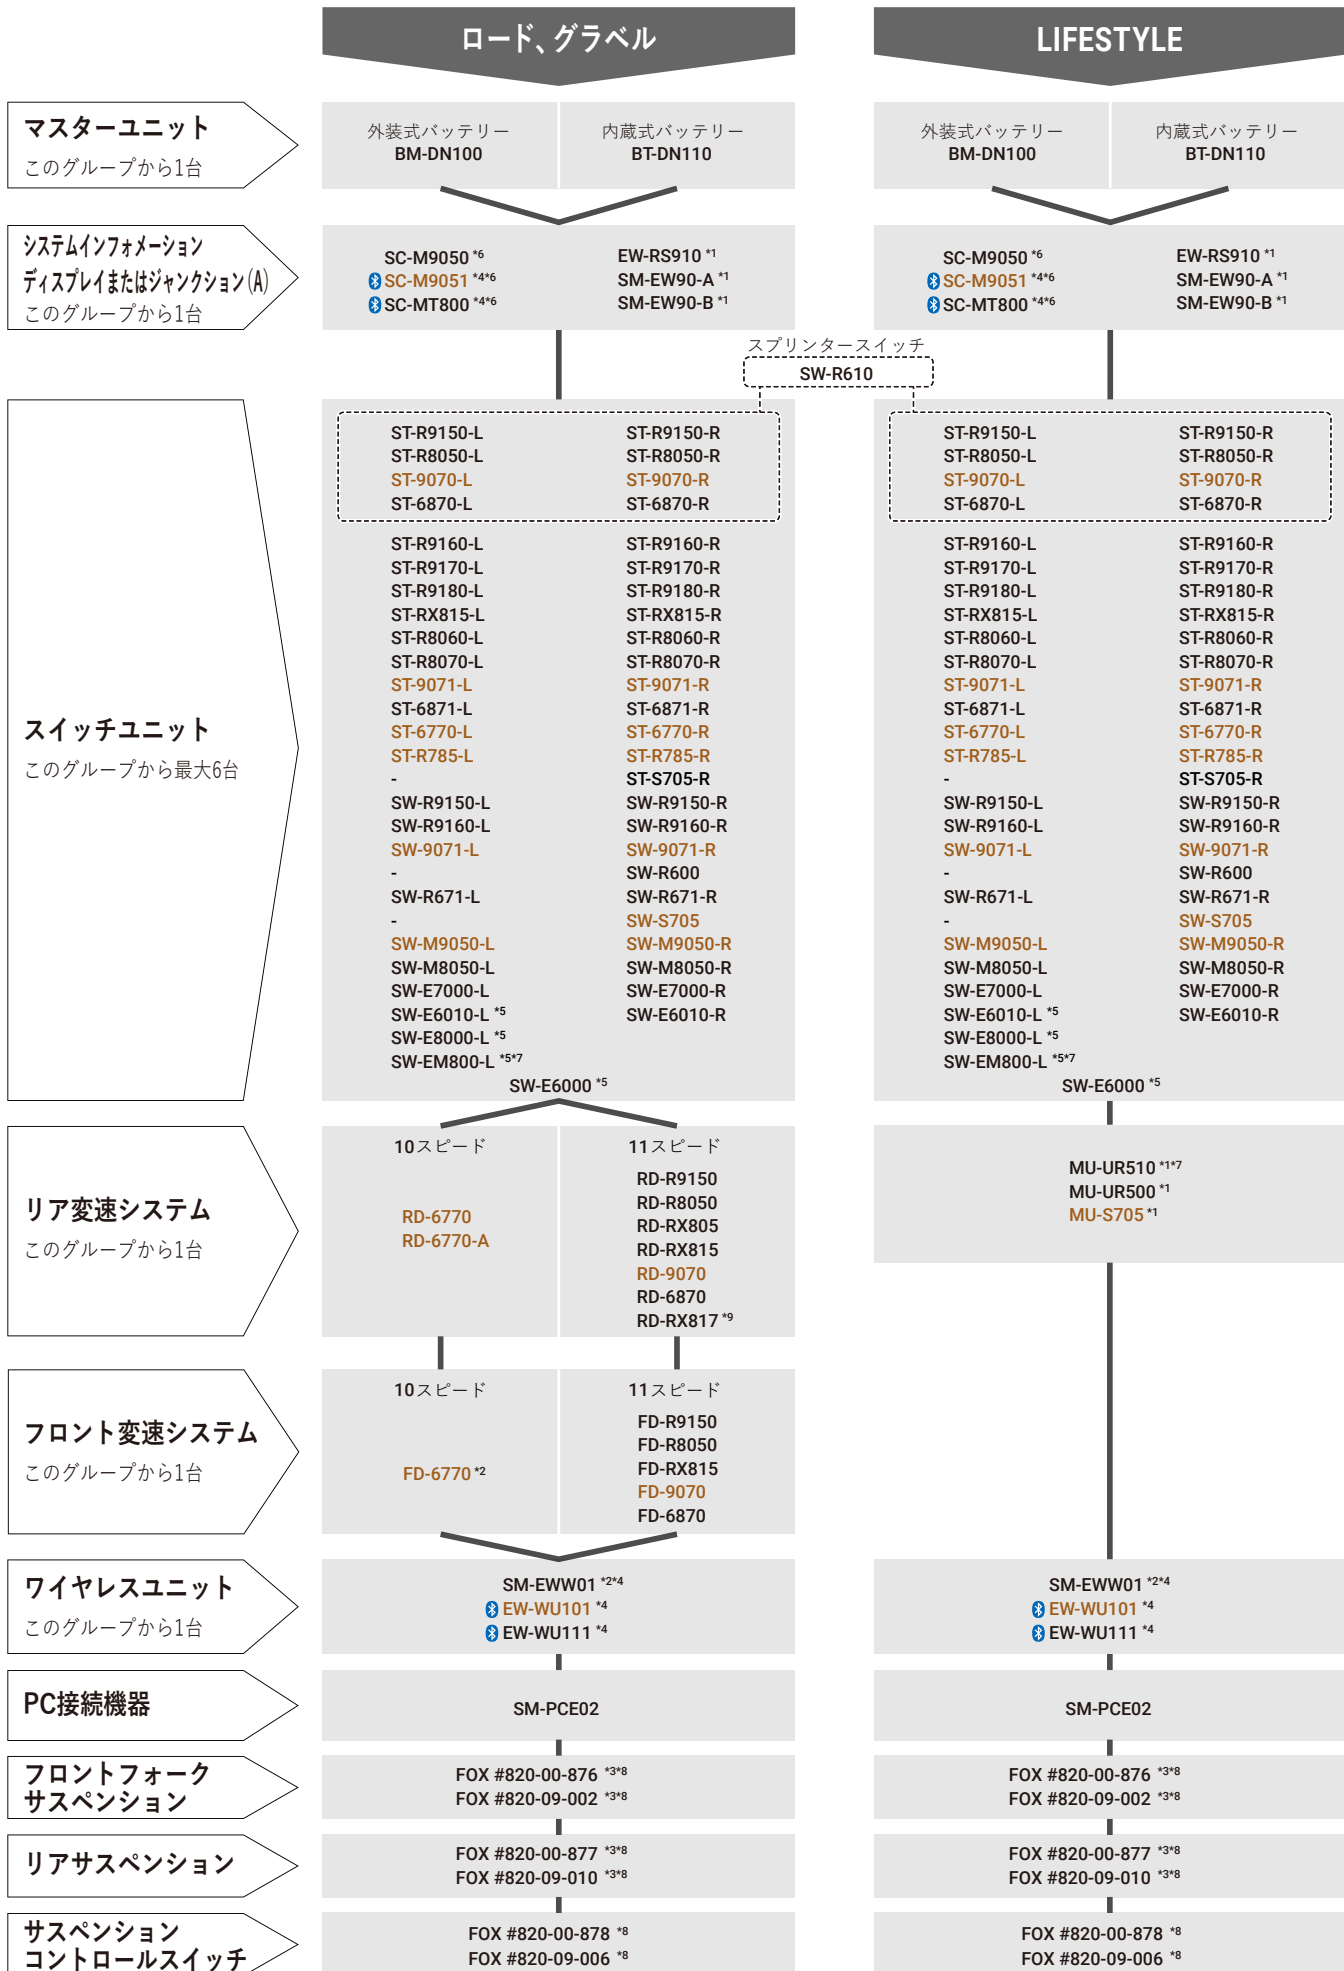 ロード、グラベル
LIFESTYLE
マスターユニット
このグループから1台
外装式バッテリー
BM-DN100
内蔵式バッテリー
BT-DN110
外装式バッテリー
BM-DN100
内蔵式バッテリー
BT-DN110
システムインフォメーション
ディスプレイまたはジャンクション(A)
このグループから1台
SC-M9050 *6
SC-M9051 *4*6
SC-MT800 *4*6
EW-RS910 *1
SM-EW90-A *1
SM-EW90-B *1
SC-M9050 *6
SC-M9051 *4*6
SC-MT800 *4*6
EW-RS910 *1
SM-EW90-A *1
SM-EW90-B *1
スプリンタースイッチ
SW-R610
スイッチユニット
このグループから最大6台
ST-R9150-L
ST-R8050-L
ST-9070-L
ST-6870-L
ST-R9160-L
ST-R9170-L
ST-R9180-L
ST-RX815-L
ST-R8060-L
ST-R8070-L
ST-9071-L
ST-6871-L
ST-6770-L
ST-R785-L
-
SW-R9150-L
SW-R9160-L
SW-9071-L
-
SW-R671-L
-
SW-M9050-L
SW-M8050-L
SW-E7000-L
SW-E6010-L *5
SW-E8000-L *5
SW-EM800-L *5*7
ST-R9150-R
ST-R8050-R
ST-9070-R
ST-6870-R
ST-R9160-R
ST-R9170-R
ST-R9180-R
ST-RX815-R
ST-R8060-R
ST-R8070-R
ST-9071-R
ST-6871-R
ST-6770-R
ST-R785-R
ST-S705-R
SW-R9150-R
SW-R9160-R
SW-9071-R
SW-R600
SW-R671-R
SW-S705
SW-M9050-R
SW-M8050-R
SW-E7000-R
SW-E6010-R
SW-E6000 *5
ST-R9150-L
ST-R8050-L
ST-9070-L
ST-6870-L
ST-R9160-L
ST-R9170-L
ST-R9180-L
ST-RX815-L
ST-R8060-L
ST-R8070-L
ST-9071-L
ST-6871-L
ST-6770-L
ST-R785-L
-
SW-R9150-L
SW-R9160-L
SW-9071-L
-
SW-R671-L
-
SW-M9050-L
SW-M8050-L
SW-E7000-L
SW-E6010-L *5
SW-E8000-L *5
SW-EM800-L *5*7
ST-R9150-R
ST-R8050-R
ST-9070-R
ST-6870-R
ST-R9160-R
ST-R9170-R
ST-R9180-R
ST-RX815-R
ST-R8060-R
ST-R8070-R
ST-9071-R
ST-6871-R
ST-6770-R
ST-R785-R
ST-S705-R
SW-R9150-R
SW-R9160-R
SW-9071-R
SW-R600
SW-R671-R
SW-S705
SW-M9050-R
SW-M8050-R
SW-E7000-R
SW-E6010-R
SW-E6000 *5
リア変速システム
このグループから1台
10スピード
RD-6770
RD-6770-A
11スピード
RD-R9150
RD-R8050
RD-RX805
RD-RX815
RD-9070
RD-6870
RD-RX817 *9
MU-UR510 *1*7
MU-UR500 *1
MU-S705 *1
フロント変速システム
このグループから1台
10スピード
FD-6770 *2
11スピード
FD-R9150
FD-R8050
FD-RX815
FD-9070
FD-6870
ワイヤレスユニット
このグループから1台
SM-EWW01 *2*4
EW-WU101 *4
EW-WU111 *4
SM-EWW01 *2*4
EW-WU101 *4
EW-WU111 *4
PC接続機器
SM-PCE02
SM-PCE02
フロントフォーク
サスペンション
FOX #820-00-876 *3*8
FOX #820-09-002 *3*8
FOX #820-00-876 *3*8
FOX #820-09-002 *3*8
リアサスペンション
FOX #820-00-877 *3*8
FOX #820-09-010 *3*8
FOX #820-00-877 *3*8
FOX #820-09-010 *3*8
サスペンション
コントロールスイッチ
FOX #820-00-878 *8
FOX #820-09-006 *8
FOX #820-00-878 *8
FOX #820-09-006 *8